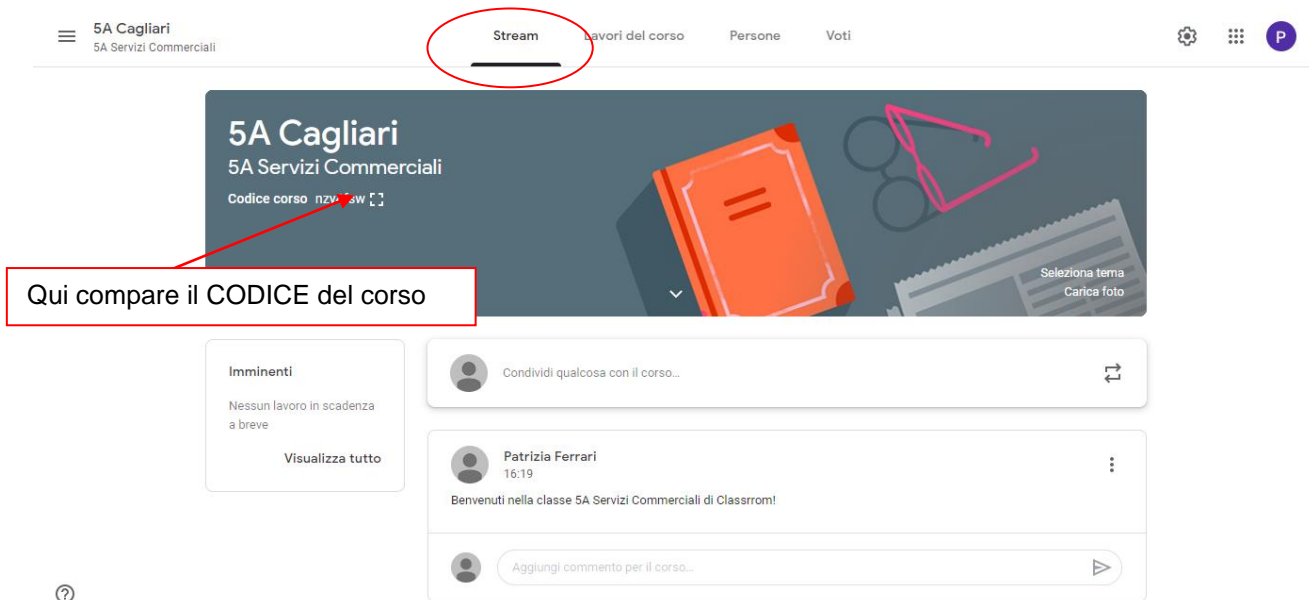 5A Cagliari
5A Servizi Commerciali
Stream Lavori del corso Persone Voti
P
5A Cagliari
5A Servizi Commerciali
Codice corso
Qui compare il CODICE del corso
Seleziona tema
Carica foto
Imminenti
Nessun lavoro in scadenza
a breve
Visualizza tutto
Condividi qualcosa con il corso...
Patrizia Ferrari
16:19
Benvenuti nella classe 5A Servizi Commerciali di Classrrom!
Aggiungi commento per il corso...